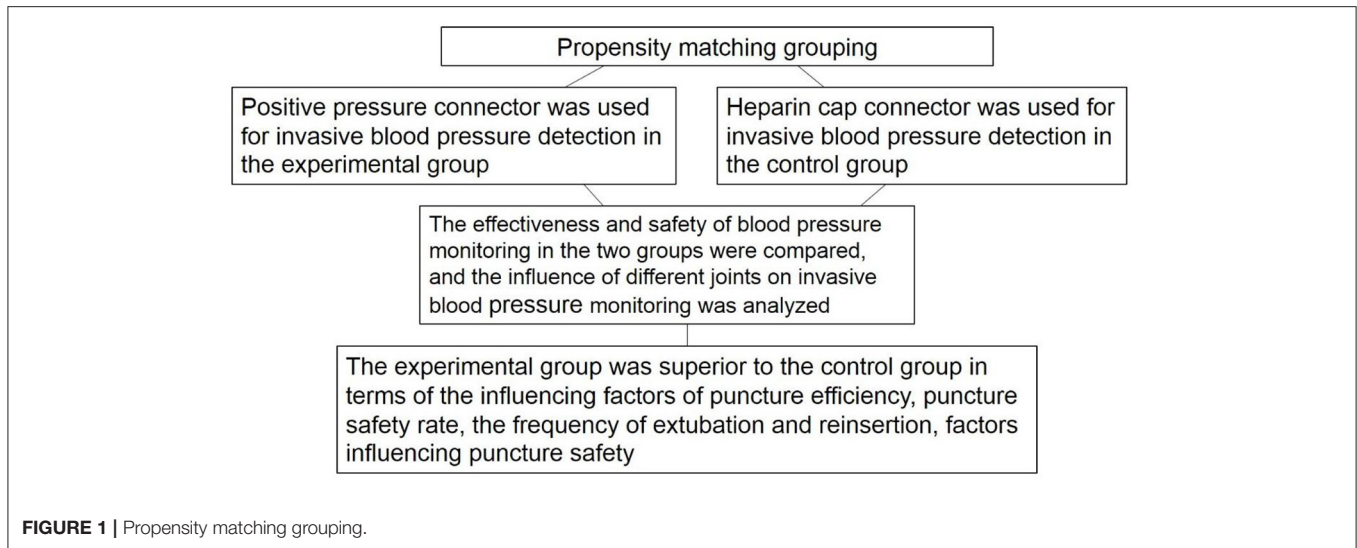 Propensity matching grouping
Positive pressure connector was used
for invasive blood pressure detection in
the experimental group
Heparin cap connector was used for
invasive blood pressure detection in
the control group
The effectiveness and safety of blood pressure
monitoring in the two groups were compared,
and the influence of different joints on invasive
blood pressure monitoring was analyzed
The experimental group was superior to the control group in
terms of the influencing factors of puncture efficiency, puncture
safety rate, the frequency of extubation and reinsertion, factors
influencing puncture safety
FIGURE 1 | Propensity matching grouping.